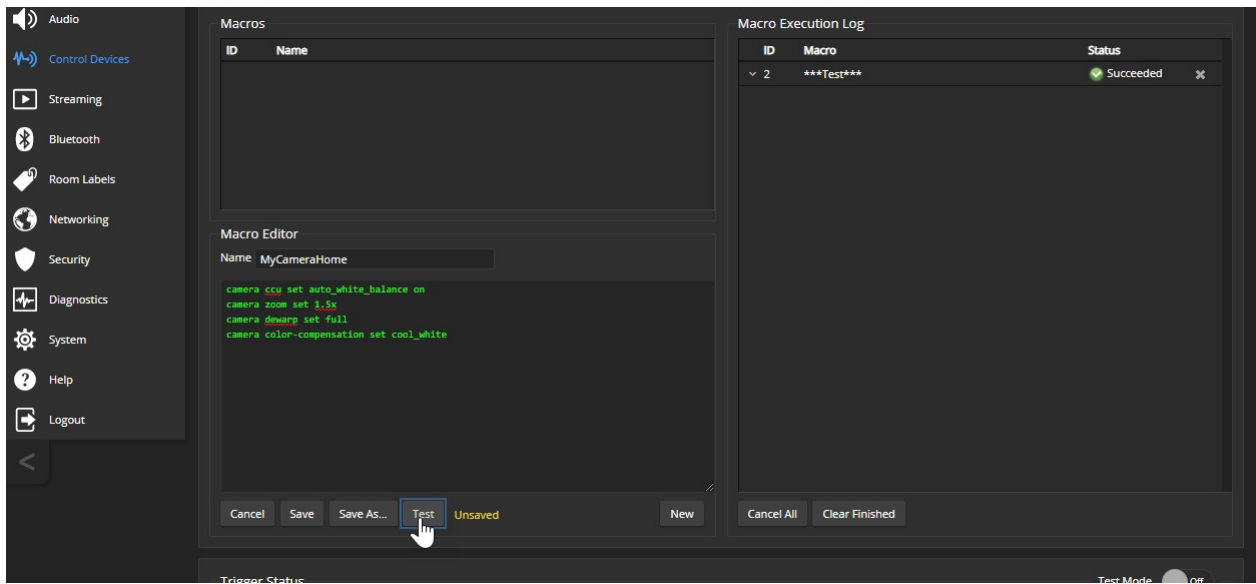 Audio
Control Devices
Streaming
Bluetooth
Room Labels
Networking
Security
Diagnostics
System
Help
Logout
<
Macros
ID Name
Macro Editor
Name MyCameraHome
camera ccu set auto_white_balance on
camera zoom set 1.5x
camera dewarp set full
camera color-compensation set cool_white
Cancel Save Save As... Test Unsaved New
Macro Execution Log
ID Macro Status
2 ***Test*** Succeeded
Cancel All Clear Finished
Trigger Status Test Mode Off